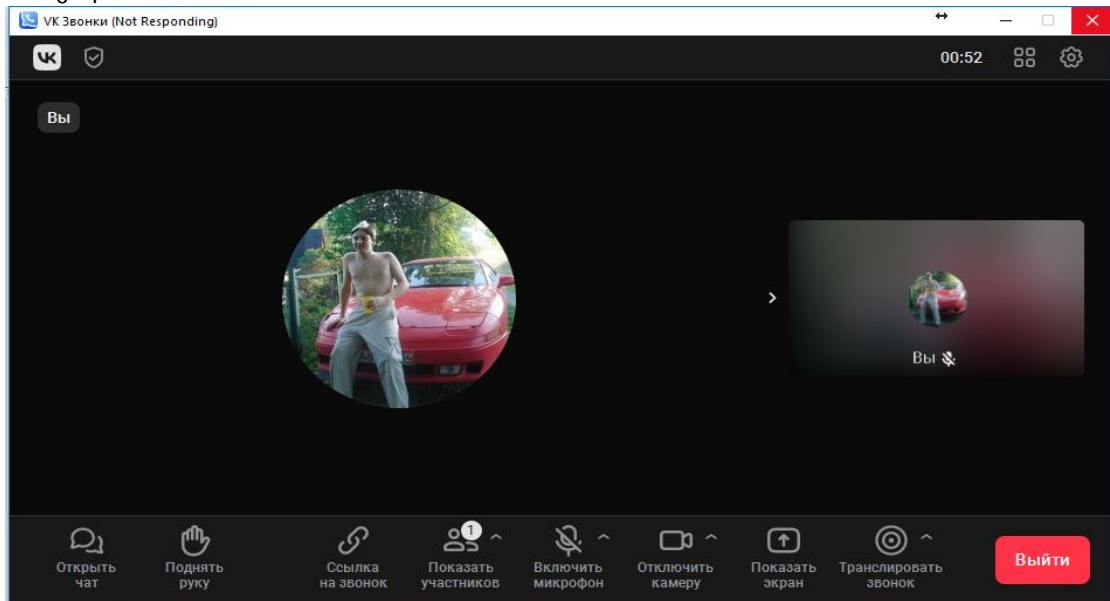 VK Звонки (Not Responding)
VK
00:52
Вы
Вы
1
Открыть
чат
Поднять
руку
Ссылка
на звонок
Показать
участников
Включить
микрофон
Отключить
камеру
Показать
экран
Транслировать
звонок
Выйти